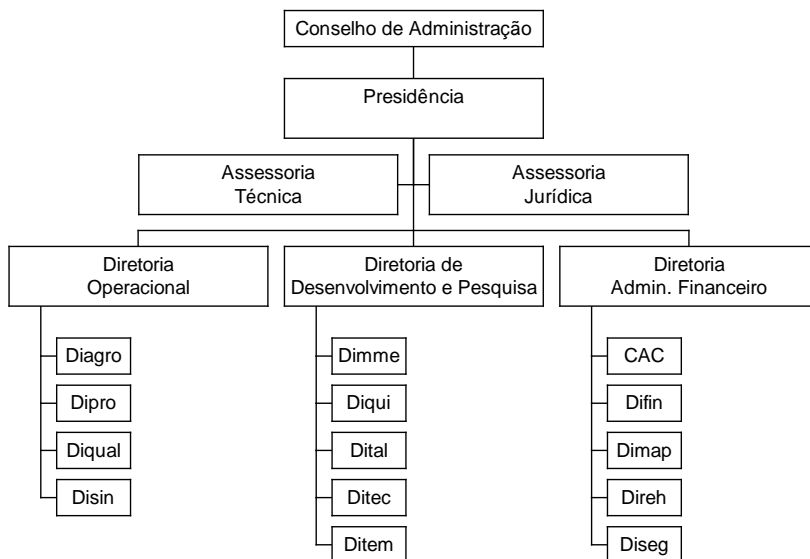 Conselho de Administração
Presidência
Assessoria
Técnica
Assessoria
Jurídica
Diretoria
Operacional
Diretoria de
Desenvolvimento e Pesquisa
Diretoria
Admin. Financeiro
Diagro
Dipro
Diqual
Disin
Dimme
Diqui
Dital
Ditec
Ditem
CAC
Difin
Dimap
Direh
Diseg